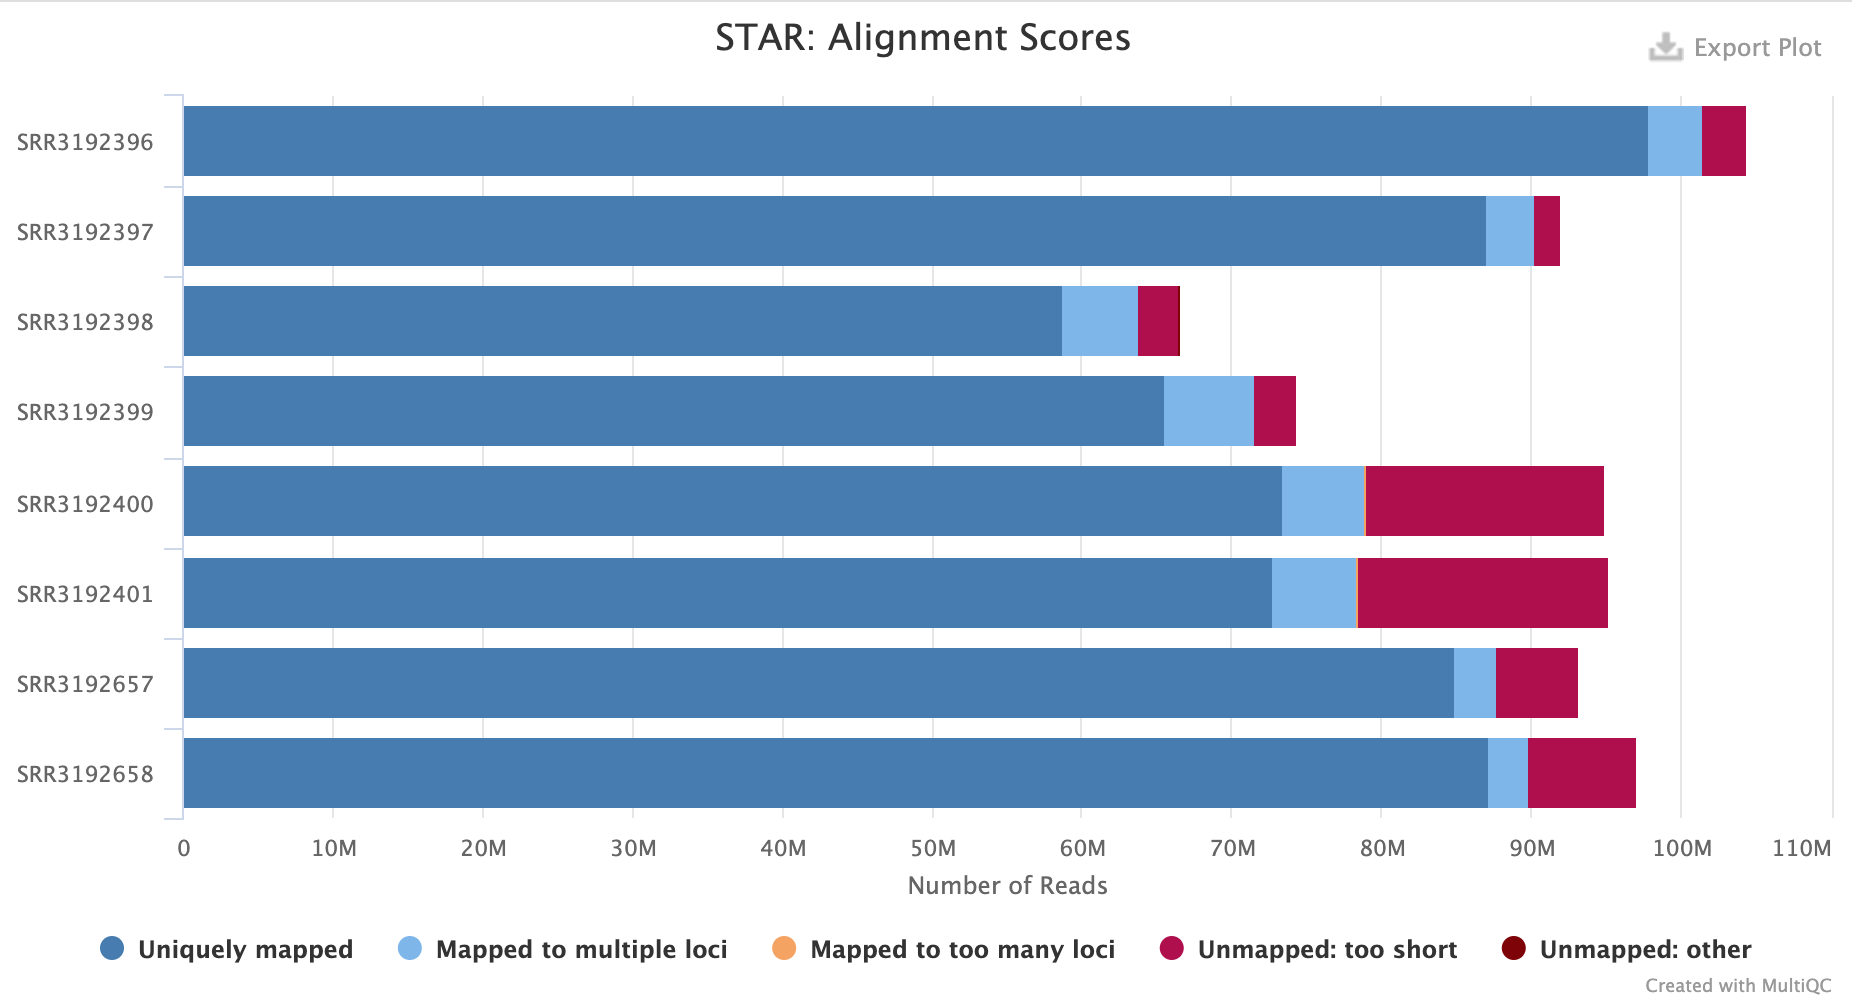 STAR: Alignment Scores
Export Plot
SRR3192396
SRR3192397
SRR3192398
SRR3192399
SRR3192400
SRR3192401
SRR3192657
SRR3192658
0 10M 20M 30M 40M 50M 60M 70M 80M 90M 100M 110M
Number of Reads
Uniquely mapped Mapped to multiple loci Mapped to too many loci Unmapped: too short Unmapped: other
Created with MultiQC